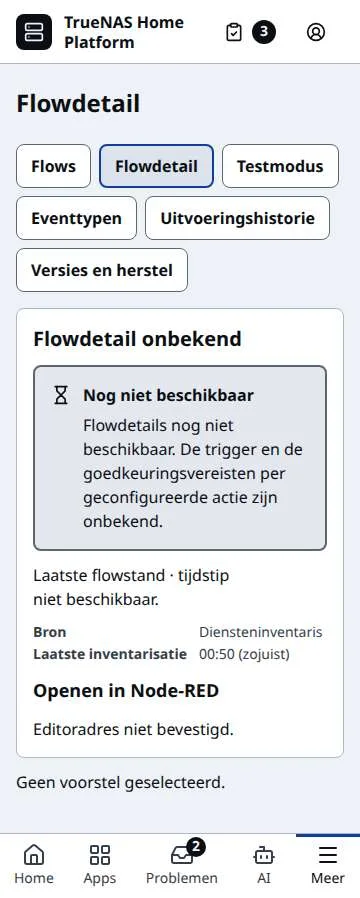 TrueNAS Home
Platform
3
Flowdetail
Flows
Flowdetail
Testmodus
Eventtypen
Uitvoeringshistorie
Versies en herstel
Flowdetail onbekend
Nog niet beschikbaar
Flowdetails nog niet
beschikbaar. De trigger en de
goedkeuringsvereisten per
geconfigureerde actie zijn
onbekend.
Laatste flowstand · tijdstip
niet beschikbaar.
Bron Diensteninventaris
Laatste inventarisatie 00:50 (zojuist)
Openen in Node-RED
Editoradres niet bevestigd.
Geen voorstel geselecteerd.
2
Home Apps Problemen AI Meer